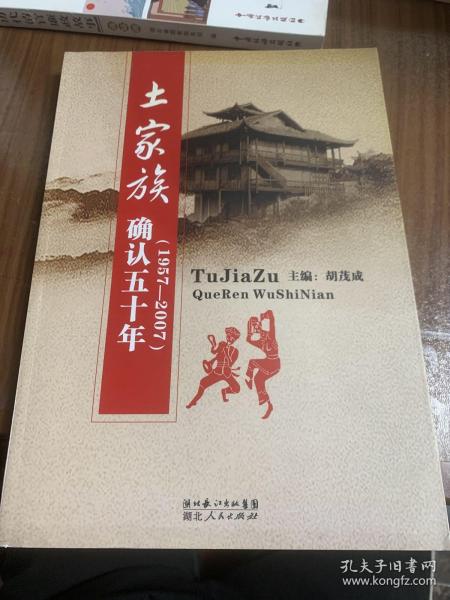 土家族
确认五十年
(1957—2007)
TuJiaZu 主编：胡茂成
QueRen WuShiNian
湖北长江出版集团
湖北人民出版社
孔夫子旧书网
www.kongfz.com